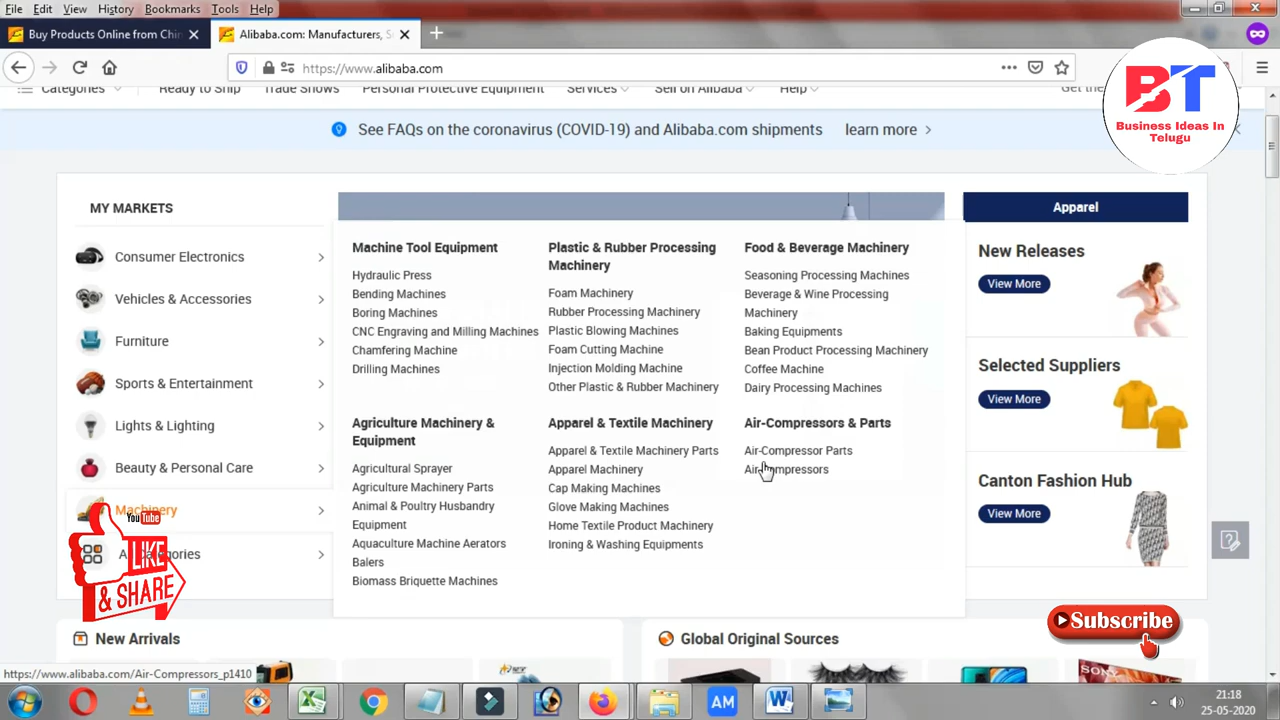 File Edit View History Bookmarks Tools Help
Buy Products Online from Chin
Alibaba.com: Manufacturers, S
https://www.alibaba.com
Categories Ready to Ship Trade Shows Personal Protective Equipment Services Sell on Alibaba Help Get the
BT
Business Ideas In
Telugu
See FAQs on the coronavirus (COVID-19) and Alibaba.com shipments learn more
MY MARKETS
Consumer Electronics
Vehicles & Accessories
Furniture
Sports & Entertainment
Lights & Lighting
Beauty & Personal Care
Machinery
Categories
You Tube
LIKE
& SHARE
Machine Tool Equipment
Hydraulic Press
Bending Machines
Boring Machines
CNC Engraving and Milling Machines
Chamfering Machine
Drilling Machines
Plastic & Rubber Processing
Machinery
Foam Machinery
Rubber Processing Machinery
Plastic Blowing Machines
Foam Cutting Machine
Injection Molding Machine
Other Plastic & Rubber Machinery
Food & Beverage Machinery
Seasoning Processing Machines
Beverage & Wine Processing
Machinery
Baking Equipments
Bean Product Processing Machinery
Coffee Machine
Dairy Processing Machines
Agriculture Machinery &
Equipment
Agricultural Sprayer
Agriculture Machinery Parts
Animal & Poultry Husbandry
Equipment
Aquaculture Machine Aerators
Balers
Biomass Briquette Machines
Apparel & Textile Machinery
Apparel & Textile Machinery Parts
Apparel Machinery
Cap Making Machines
Glove Making Machines
Home Textile Product Machinery
Ironing & Washing Equipments
Air-Compressors & Parts
Air-Compressor Parts
Air-Compressors
Apparel
New Releases
View More
Selected Suppliers
View More
Canton Fashion Hub
View More
Subscribe
New Arrivals
Global Original Sources
SONY
https://www.alibaba.com/Air-Compressors_p1410
AM
21:18
25-05-2020